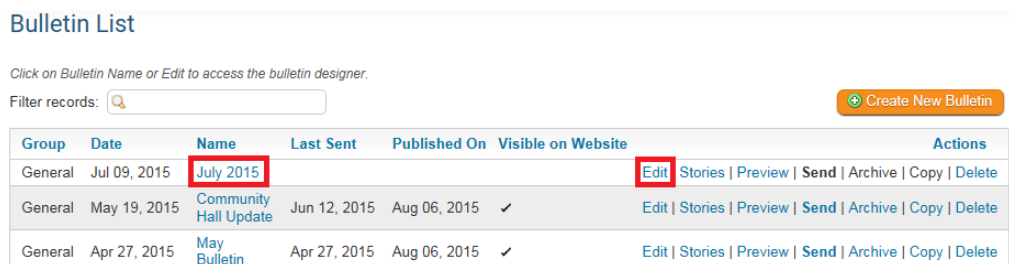 Bulletin List
Click on Bulletin Name or Edit to access the bulletin designer.
Filter records:
Create New Bulletin
Group Date Name Last Sent Published On Visible on Website Actions
General Jul 09, 2015 July 2015 Edit | Stories | Preview | Send | Archive | Copy | Delete
Community
General May 19, 2015 Hall Update Jun 12, 2015 Aug 06, 2015 ✓ Edit | Stories | Preview | Send | Archive | Copy | Delete
May
General Apr 27, 2015 Bulletin Apr 27, 2015 Aug 06, 2015 ✓ Edit | Stories | Preview | Send | Archive | Copy | Delete